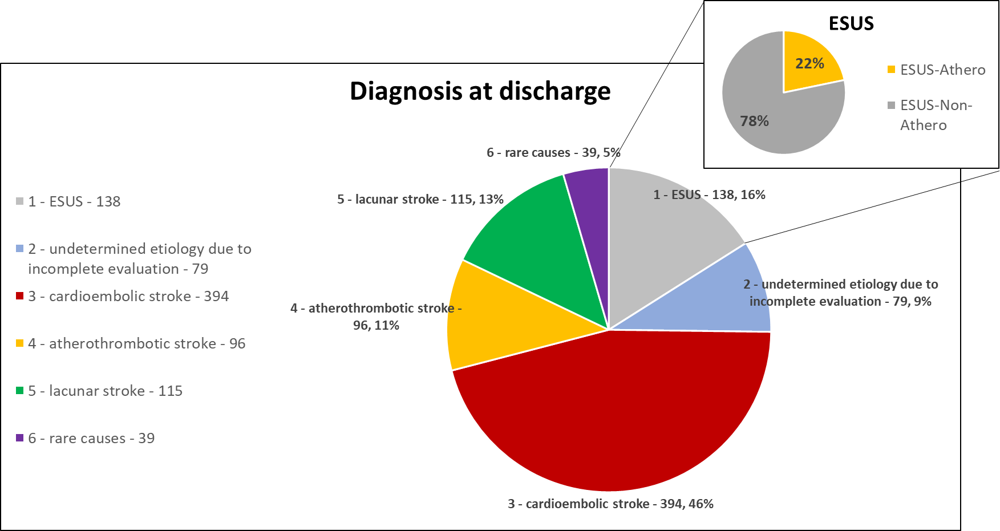 ESUS
22%
78%
ESUS-Athero
ESUS-Non-
Athero
Diagnosis at discharge
1 - ESUS - 138
2 - undetermined etiology due to
incomplete evaluation - 79
3 - cardioembolic stroke - 394
4 - atherothrombotic stroke - 96
5 - lacunar stroke - 115
6 - rare causes - 39
6 - rare causes - 39, 5%
1 - ESUS - 138, 16%
5 - lacunar stroke - 115, 13%
2 - undetermined etiology due to
incomplete evaluation - 79, 9%
4 - atherothrombotic stroke -
96, 11%
3 - cardioembolic stroke - 394, 46%